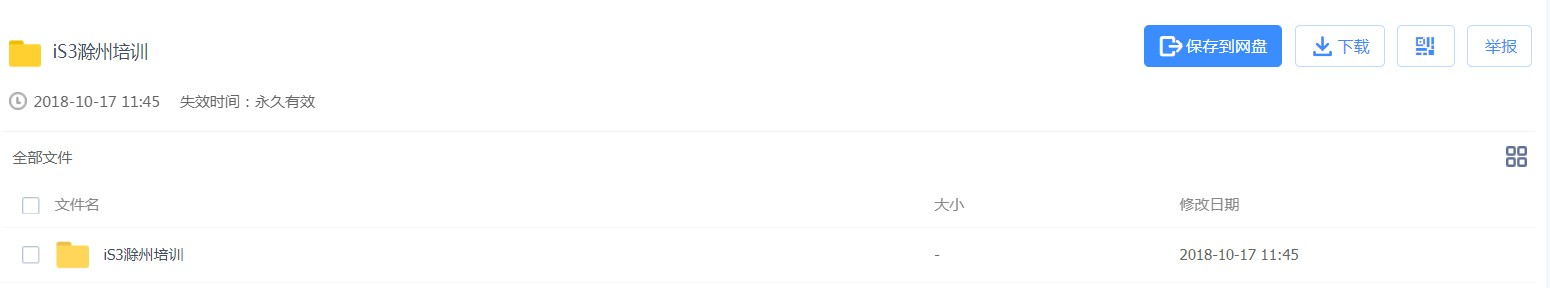 iS3滁州培训
保存到网盘 下载 举报
2018-10-17 11:45 失效时间：永久有效
全部文件
文件名 大小 修改日期
iS3滁州培训 - 2018-10-17 11:45